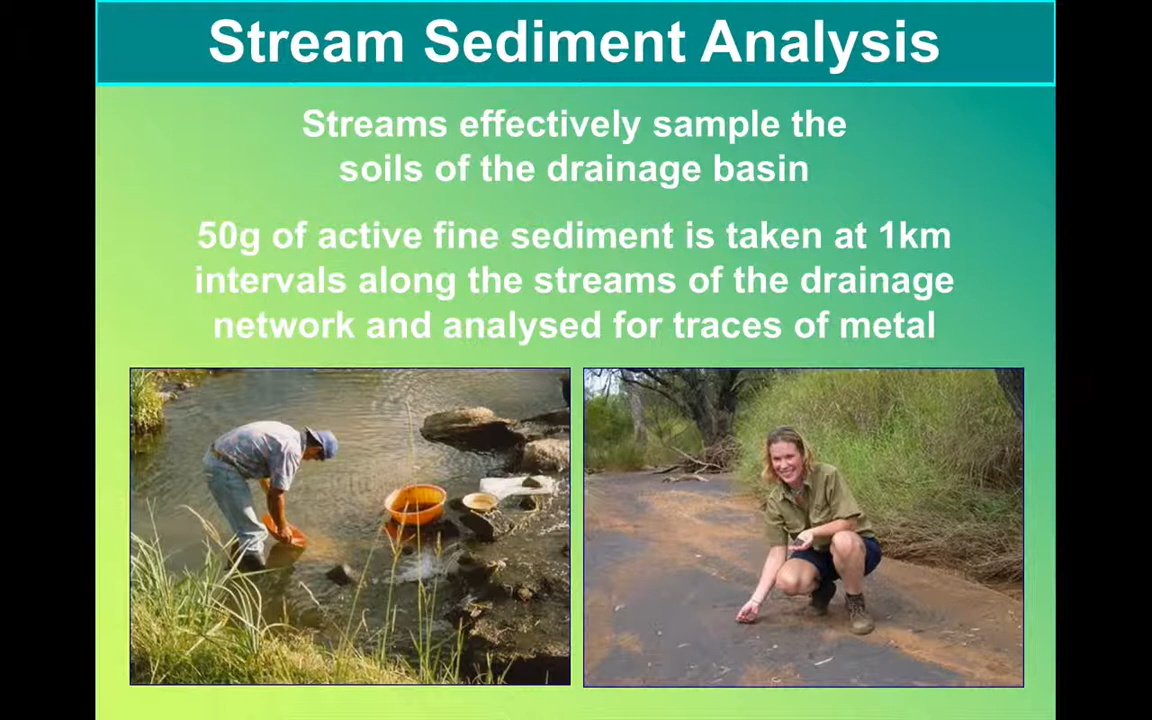 Stream Sediment Analysis
Streams effectively sample the
soils of the drainage basin
50g of active fine sediment is taken at 1km
intervals along the streams of the drainage
network and analysed for traces of metal